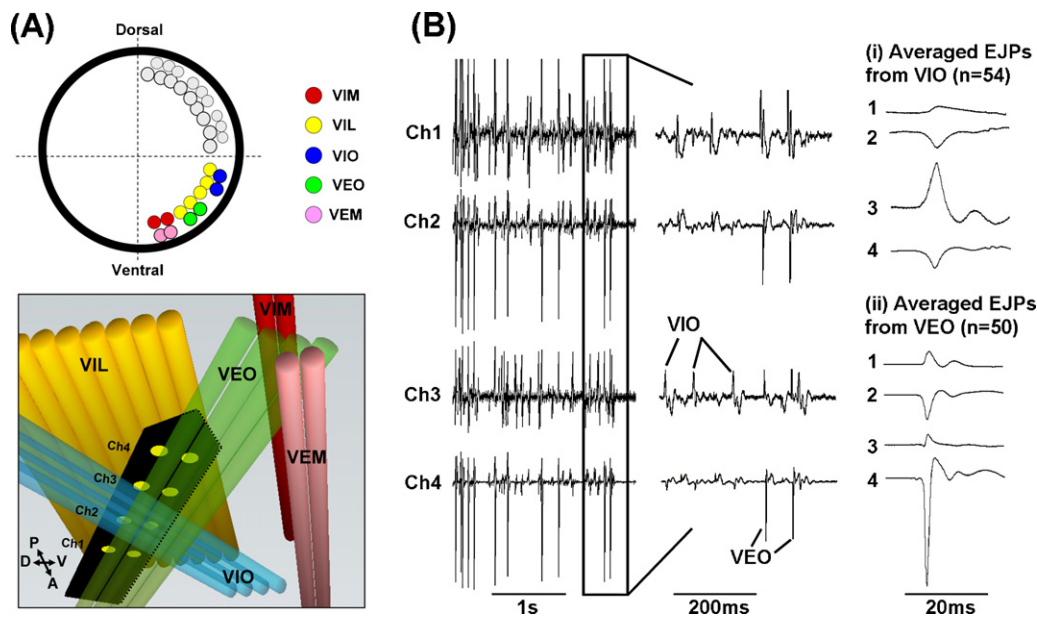 (A)
Dorsal
Ventral
VIM
VIL
VIO
VEO
VEM
VIL
VEO
VIM
VEM
VIO
Ch4
Ch3
Ch2
Ch1
P
D V
A
(B)
Ch1
Ch2
Ch3
Ch4
VIO
VEO
1s
200ms
(i) Averaged EJPs
from VIO (n=54)
1
2
3
4
(ii) Averaged EJPs
from VEO (n=50)
1
2
3
4
20ms